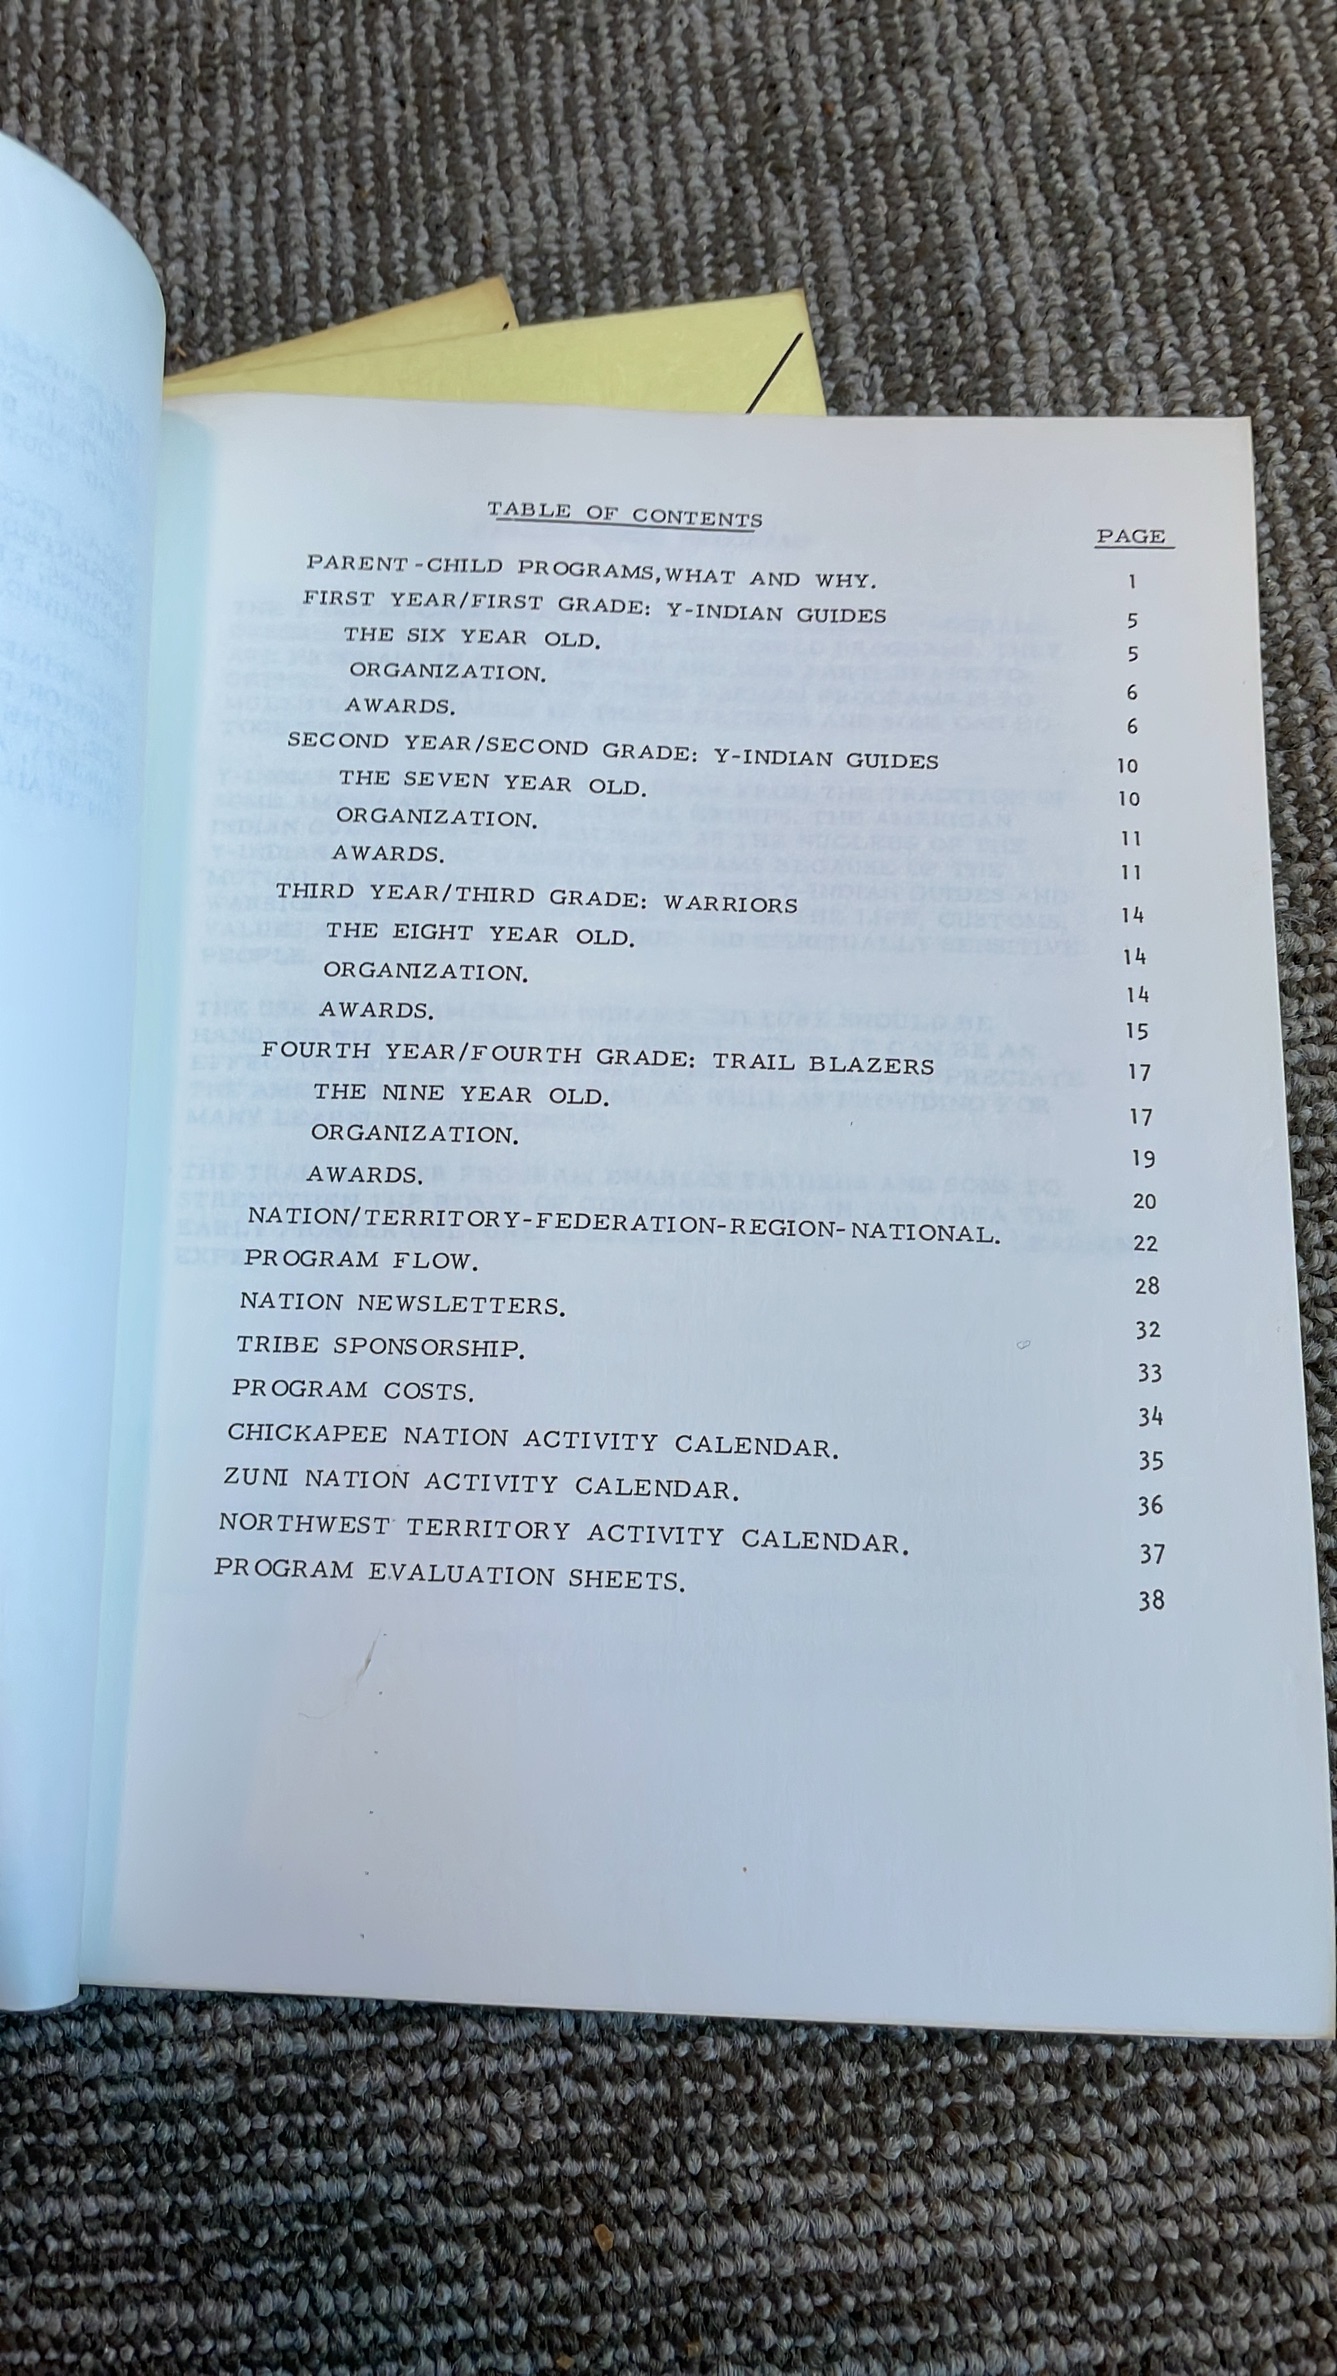 TABLE OF CONTENTS
PAGE
PARENT-CHILD PROGRAMS, WHAT AND WHY. 1
FIRST YEAR/FIRST GRADE: Y-INDIAN GUIDES 5
THE SIX YEAR OLD. 5
ORGANIZATION. 6
AWARDS. 6
SECOND YEAR/SECOND GRADE: Y-INDIAN GUIDES 10
THE SEVEN YEAR OLD. 10
ORGANIZATION. 11
AWARDS. 11
THIRD YEAR/THIRD GRADE: WARRIORS 14
THE EIGHT YEAR OLD. 14
ORGANIZATION. 14
AWARDS. 15
FOURTH YEAR/FOURTH GRADE: TRAIL BLAZERS 17
THE NINE YEAR OLD. 17
ORGANIZATION. 19
AWARDS. 20
NATION/TERRITORY-FEDERATION-REGION-NATIONAL. 22
PROGRAM FLOW. 28
NATION NEWSLETTERS. 32
TRIBE SPONSORSHIP. 33
PROGRAM COSTS. 34
CHICKAPEE NATION ACTIVITY CALENDAR. 35
ZUNI NATION ACTIVITY CALENDAR. 36
NORTHWEST TERRITORY ACTIVITY CALENDAR. 37
PROGRAM EVALUATION SHEETS. 38